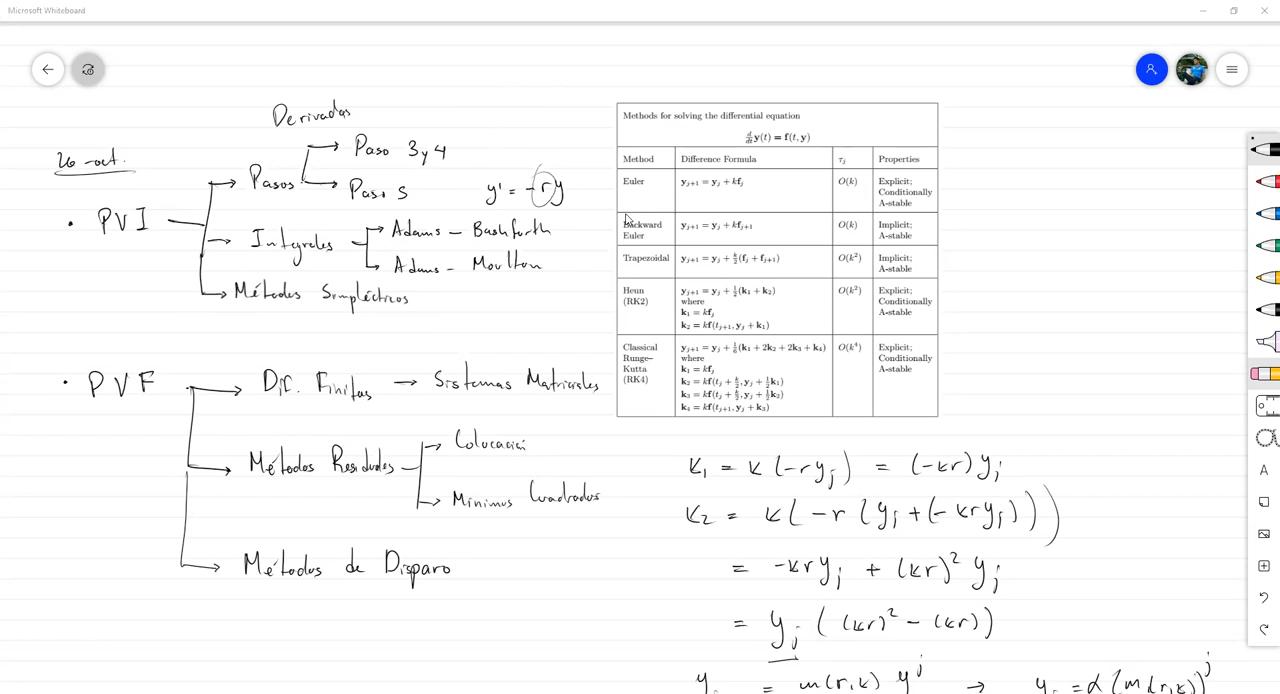 Microsoft Whiteboard
Derivadas
26-oct.
• PVI
Pasos
Paso 3 y 4
Paso 5
y' = -ry
Integrales
Adams - Bashforth
Adams - Moulton
Métodos Simplécticos
• PVF
Dif. Finitas → Sistemas Matriciales
Métodos Residuales
Colocación
Mínimos Cuadrados
Métodos de Disparo
Methods for solving the differential equation
d/dt y(t) = f(t, y)
Method Difference Formula τj Properties
Euler yj+1 = yj + kfj O(k) Explicit;
Conditionally
A-stable
Backward
Euler yj+1 = yj + kfj+1 O(k) Implicit;
A-stable
Trapezoidal yj+1 = yj + k/2(fj + fj+1) O(k²) Implicit;
A-stable
Heun
(RK2) yj+1 = yj + 1/2(k1 + k2) O(k²) Explicit;
Conditionally
A-stable
where
k1 = kfj
k2 = kf(tj+1, yj + k1)
Classical
Runge–
Kutta
(RK4) yj+1 = yj + 1/6(k1 + 2k2 + 2k3 + k4) O(k⁴) Explicit;
Conditionally
A-stable
where
k1 = kfj
k2 = kf(tj + k/2, yj + 1/2k1)
k3 = kf(tj + k/2, yj + 1/2k2)
k4 = kf(tj+1, yj + k3)
K1 = K(-ryj) = (-kr)yj
K2 = K(-r(yj + (-kryj)))
= -kryj + (kr)² yj
= yj ((kr)² - (kr))
= m(r,k) yj → yj = α(m(r,k))j
A